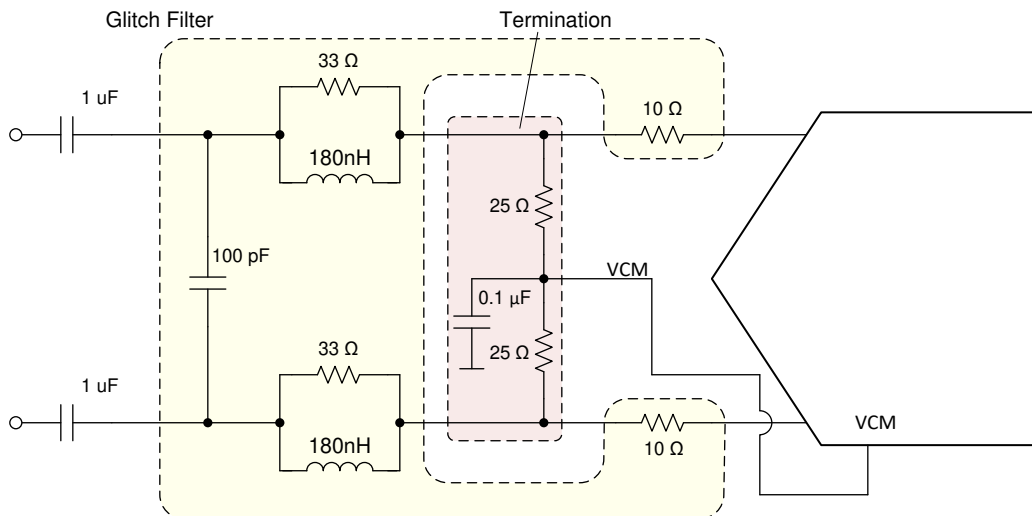 Glitch Filter
Termination
33 Ω
1 uF
10 Ω
180nH
25 Ω
100 pF
VCM
0.1 µF
33 Ω
25 Ω
1 uF
VCM
180nH
10 Ω